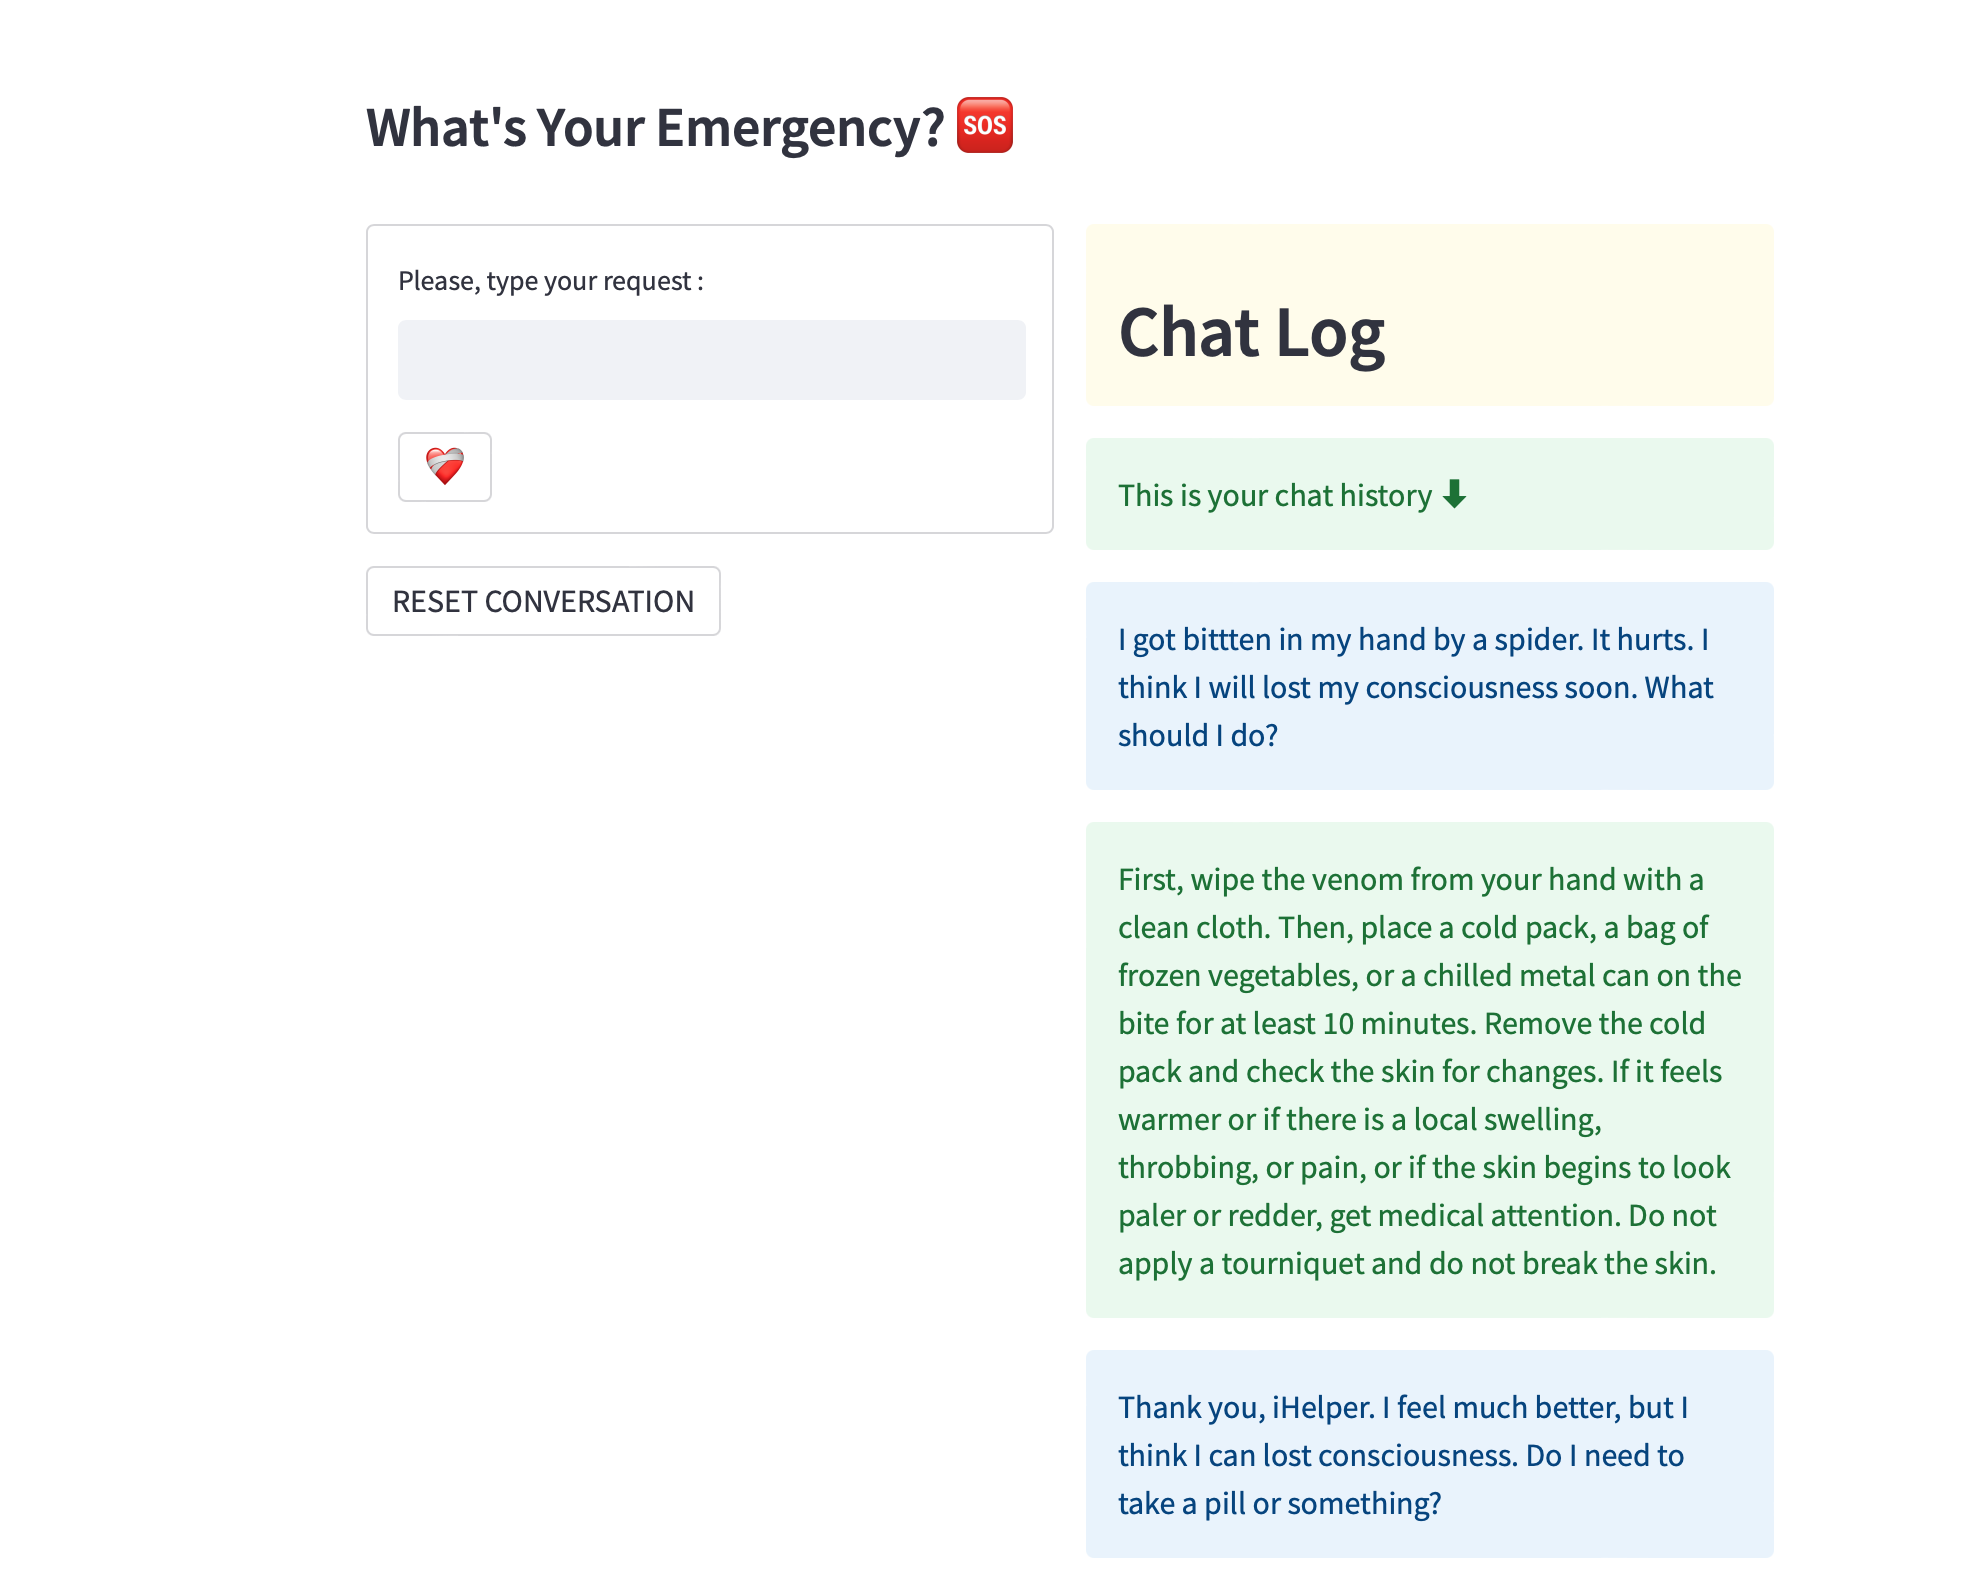 What's Your Emergency? 🆘
Please, type your request :
❤️‍🩹
RESET CONVERSATION
Chat Log
This is your chat history ⬇
I got bittten in my hand by a spider. It hurts. I
think I will lost my consciousness soon. What
should I do?
First, wipe the venom from your hand with a
clean cloth. Then, place a cold pack, a bag of
frozen vegetables, or a chilled metal can on the
bite for at least 10 minutes. Remove the cold
pack and check the skin for changes. If it feels
warmer or if there is a local swelling,
throbbing, or pain, or if the skin begins to look
paler or redder, get medical attention. Do not
apply a tourniquet and do not break the skin.
Thank you, iHelper. I feel much better, but I
think I can lost consciousness. Do I need to
take a pill or something?